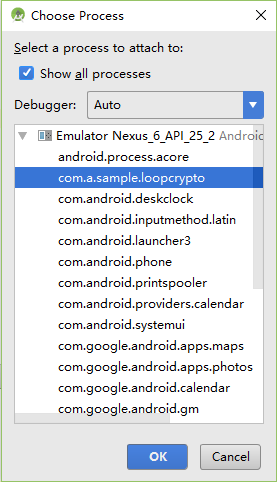 Choose Process
Select a process to attach to:
Show all processes
Debugger: Auto
Emulator Nexus_6_API_25_2 Android
android.process.acore
com.a.sample.loopcrypto
com.android.deskclock
com.android.inputmethod.latin
com.android.launcher3
com.android.phone
com.android.printspooler
com.android.providers.calendar
com.android.systemui
com.google.android.apps.maps
com.google.android.apps.photos
com.google.android.calendar
com.google.android.gm
OK Cancel